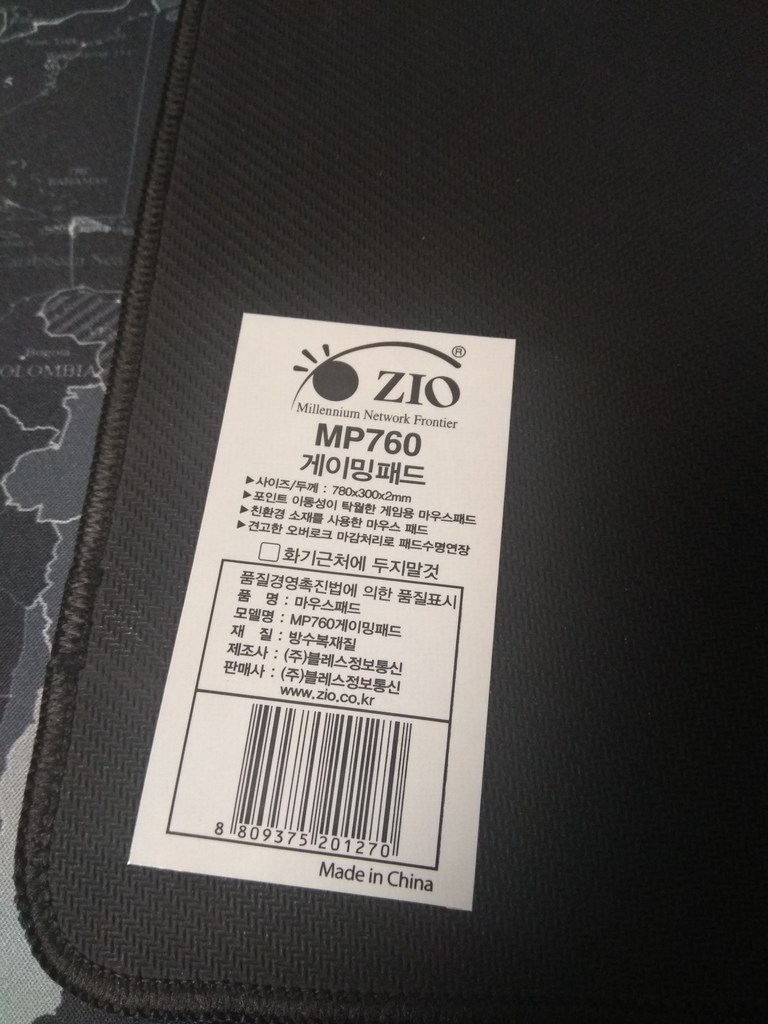 BAHAMAS
Bogota
OLOMBIA
ZIO®
Millennium Network Frontier
MP760
게이밍패드
▶사이즈/두께 : 780x300x2mm
▶포인트 이동성이 탁월한 게임용 마우스패드
▶친환경 소재를 사용한 마우스 패드
▶견고한 오버로크 마감처리로 패드수명연장
□화기근처에 두지말것
품질경영촉진법에 의한 품질표시
품 명 : 마우스패드
모델명 : MP760게이밍패드
재 질 : 방수복재질
제조사 : (주)블레스정보통신
판매사 : (주)블레스정보통신
www.zio.co.kr
8 809375 201270
Made in China